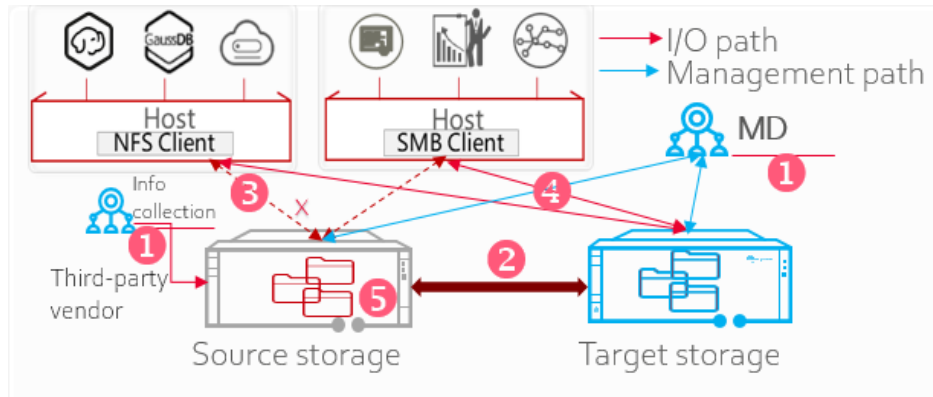 GaussDB
I/O path
Management path
Host
NFS Client
Host
SMB Client
MD
1
3
4
Info
collection
X
1
2
Third-party
vendor
5
Source storage
Target storage